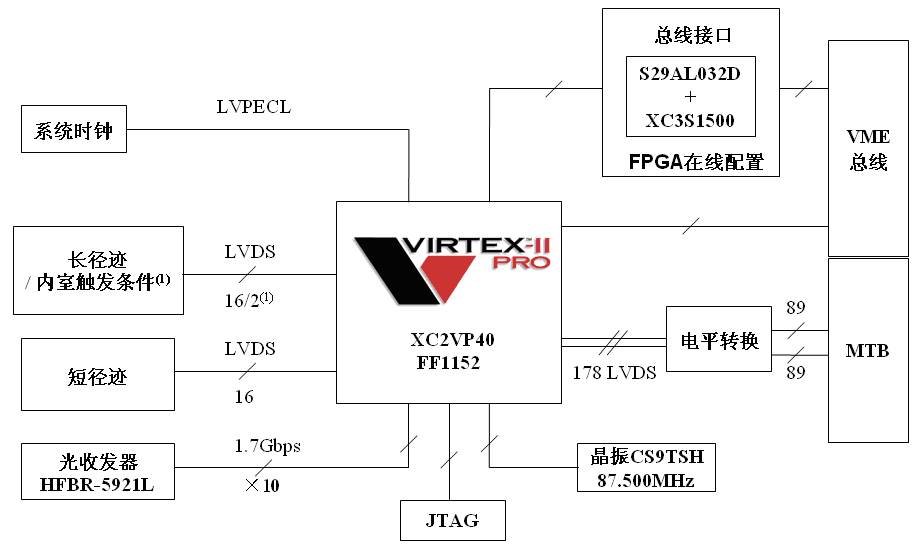 总线接口
S29AL032D
+
XC3S1500
FPGA在线配置
VME
总线
系统时钟
LVPECL
长径迹
/ 内室触发条件(1)
LVDS
16/2(1)
VIRTEX-II
PRO
XC2VP40
FF1152
短径迹
LVDS
16
178 LVDS
电平转换
89
89
MTB
光收发器
HFBR-5921L
1.7Gbps
×10
JTAG
晶振CS9TSH
87.500MHz